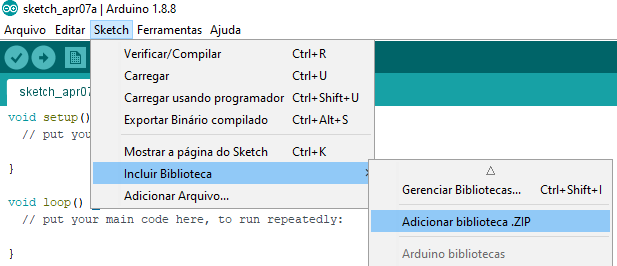 sketch_apr07a | Arduino 1.8.8
Arquivo Editar Sketch Ferramentas Ajuda
Verificar/Compilar Ctrl+R
Carregar Ctrl+U
sketch_apr07
Carregar usando programador Ctrl+Shift+U
void setup()
Exportar Binário compilado Ctrl+Alt+S
// put you
Mostrar a página do Sketch Ctrl+K
}
Incluir Biblioteca
Gerenciar Bibliotecas... Ctrl+Shift+I
Adicionar Arquivo...
void loop()
// put your main code here, to run repeatedly:
Adicionar biblioteca .ZIP
}
Arduino bibliotecas